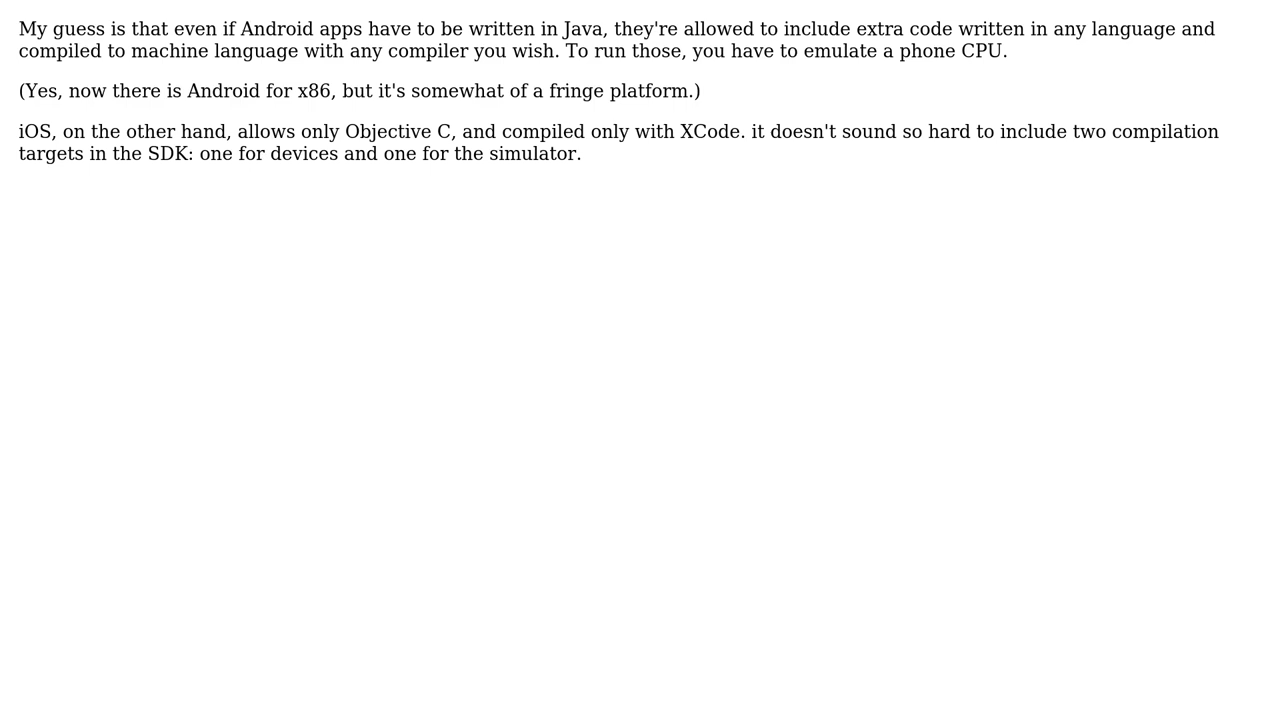 My guess is that even if Android apps have to be written in Java, they're allowed to include extra code written in any language and
compiled to machine language with any compiler you wish. To run those, you have to emulate a phone CPU.
(Yes, now there is Android for x86, but it's somewhat of a fringe platform.)
iOS, on the other hand, allows only Objective C, and compiled only with XCode. it doesn't sound so hard to include two compilation
targets in the SDK: one for devices and one for the simulator.